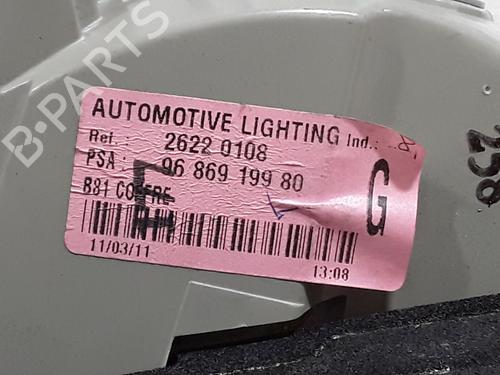 B-PARTS
AUTOMOTIVE LIGHTING Ind.:
Ref.: 2622 0108
PSA: 96 869 199 80
B81 COFFRE
G
11/03/11
13:08